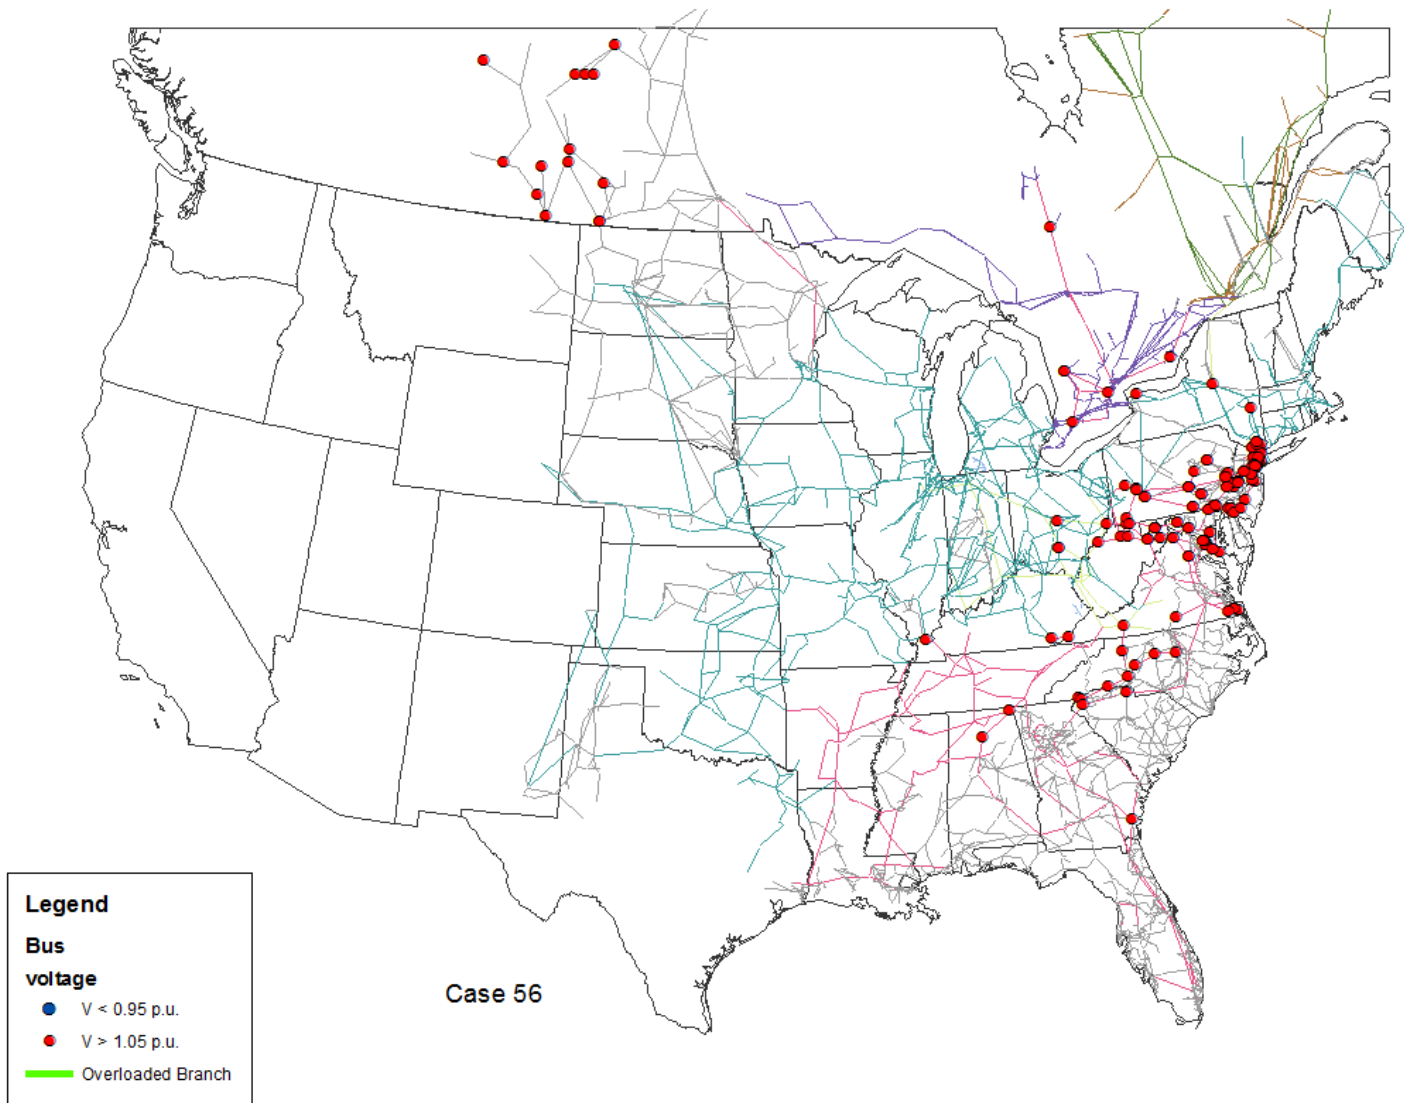 Case 56
Legend
Bus
voltage
V < 0.95 p.u.
V > 1.05 p.u.
Overloaded Branch